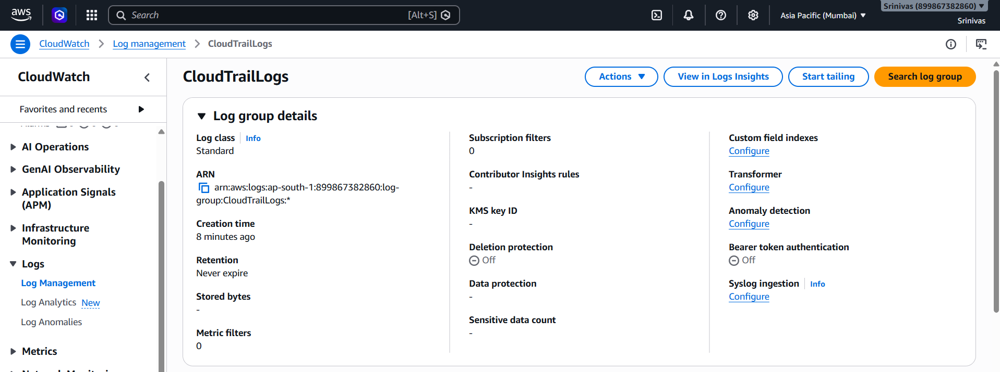 aws
Search [Alt+S]
Asia Pacific (Mumbai)
Srinivas (899867382860)
Srinivas
CloudWatch
Log management
CloudTrailLogs
CloudWatch
Favorites and recents
AI Operations
GenAI Observability
Application Signals
(APM)
Infrastructure
Monitoring
Logs
Log Management
Log Analytics New
Log Anomalies
Metrics
CloudTrailLogs
Actions
View in Logs Insights
Start tailing
Search log group
Log group details
Log class Info
Standard
ARN
arn:aws:logs:ap-south-1:899867382860:log-
group:CloudTrailLogs:*
Creation time
8 minutes ago
Retention
Never expire
Stored bytes
-
Metric filters
0
Subscription filters
0
Contributor Insights rules
-
KMS key ID
-
Deletion protection
Off
Data protection
-
Sensitive data count
-
Custom field indexes
Configure
Transformer
Configure
Anomaly detection
Configure
Bearer token authentication
Off
Syslog ingestion Info
Configure